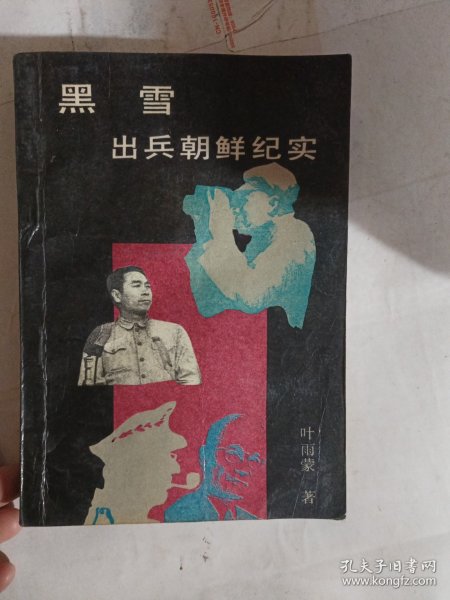 黑雪
出兵朝鲜纪实
叶雨蒙 著
孔夫子旧书网
www.kongfz.com